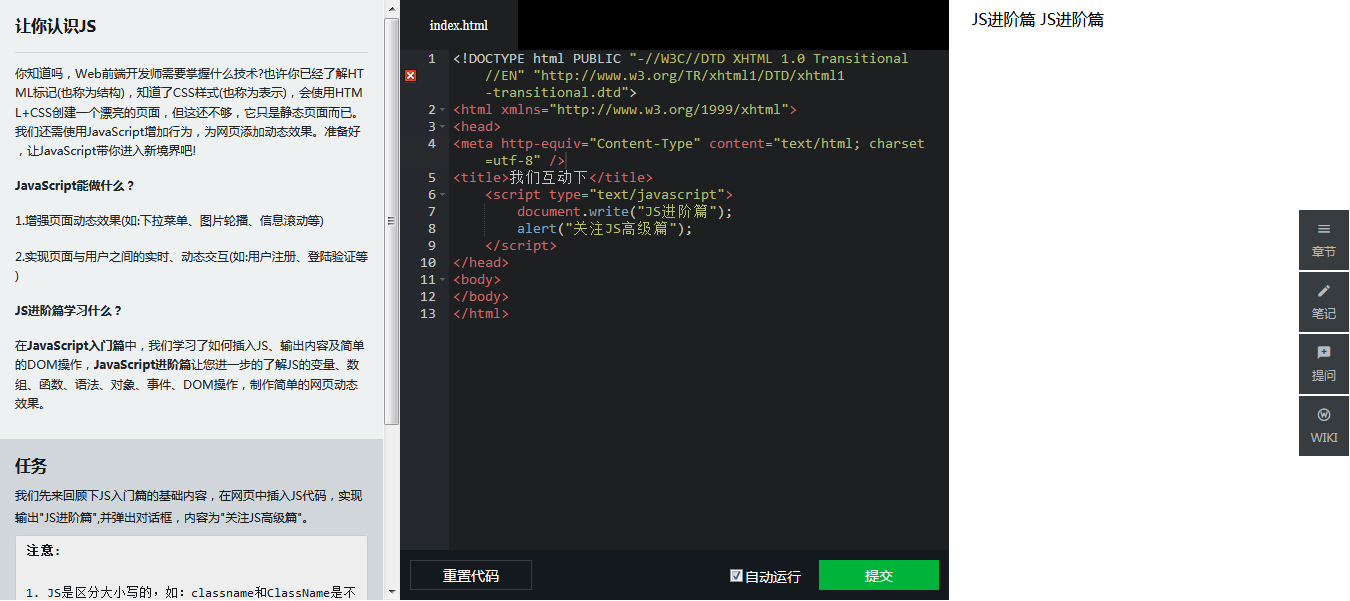 让你认识JS
你知道吗，Web前端开发师需要掌握什么技术?也许你已经了解HT
ML标记(也称为结构)，知道了CSS样式(也称为表示)，会使用HTM
L+CSS创建一个漂亮的页面，但这还不够，它只是静态页面而已。
我们还需使用JavaScript增加行为，为网页添加动态效果。准备好
，让JavaScript带你进入新境界吧!
JavaScript能做什么？
1.增强页面动态效果(如:下拉菜单、图片轮播、信息滚动等)
2.实现页面与用户之间的实时、动态交互(如:用户注册、登陆验证等
)
JS进阶篇学习什么？
在JavaScript入门篇中，我们学习了如何插入JS、输出内容及简单
的DOM操作，JavaScript进阶篇让您进一步的了解JS的变量、数
组、函数、语法、对象、事件、DOM操作，制作简单的网页动态
效果。
任务
我们先来回顾下JS入门篇的基础内容，在网页中插入JS代码，实现
输出"JS进阶篇",并弹出对话框，内容为"关注JS高级篇"。
注意：
1. JS是区分大小写的，如：classname和ClassName是不
index.html
1 <!DOCTYPE html PUBLIC "-//W3C//DTD XHTML 1.0 Transitional
//EN" "http://www.w3.org/TR/xhtml1/DTD/xhtml1
-transitional.dtd">
2 <html xmlns="http://www.w3.org/1999/xhtml">
3 <head>
4 <meta http-equiv="Content-Type" content="text/html; charset
=utf-8" />
5 <title>我们互动下</title>
6 <script type="text/javascript">
7 document.write("JS进阶篇");
8 alert("关注JS高级篇");
9 </script>
10 </head>
11 <body>
12 </body>
13 </html>
重置代码
自动运行
提交
JS进阶篇 JS进阶篇
章节
笔记
提问
WIKI